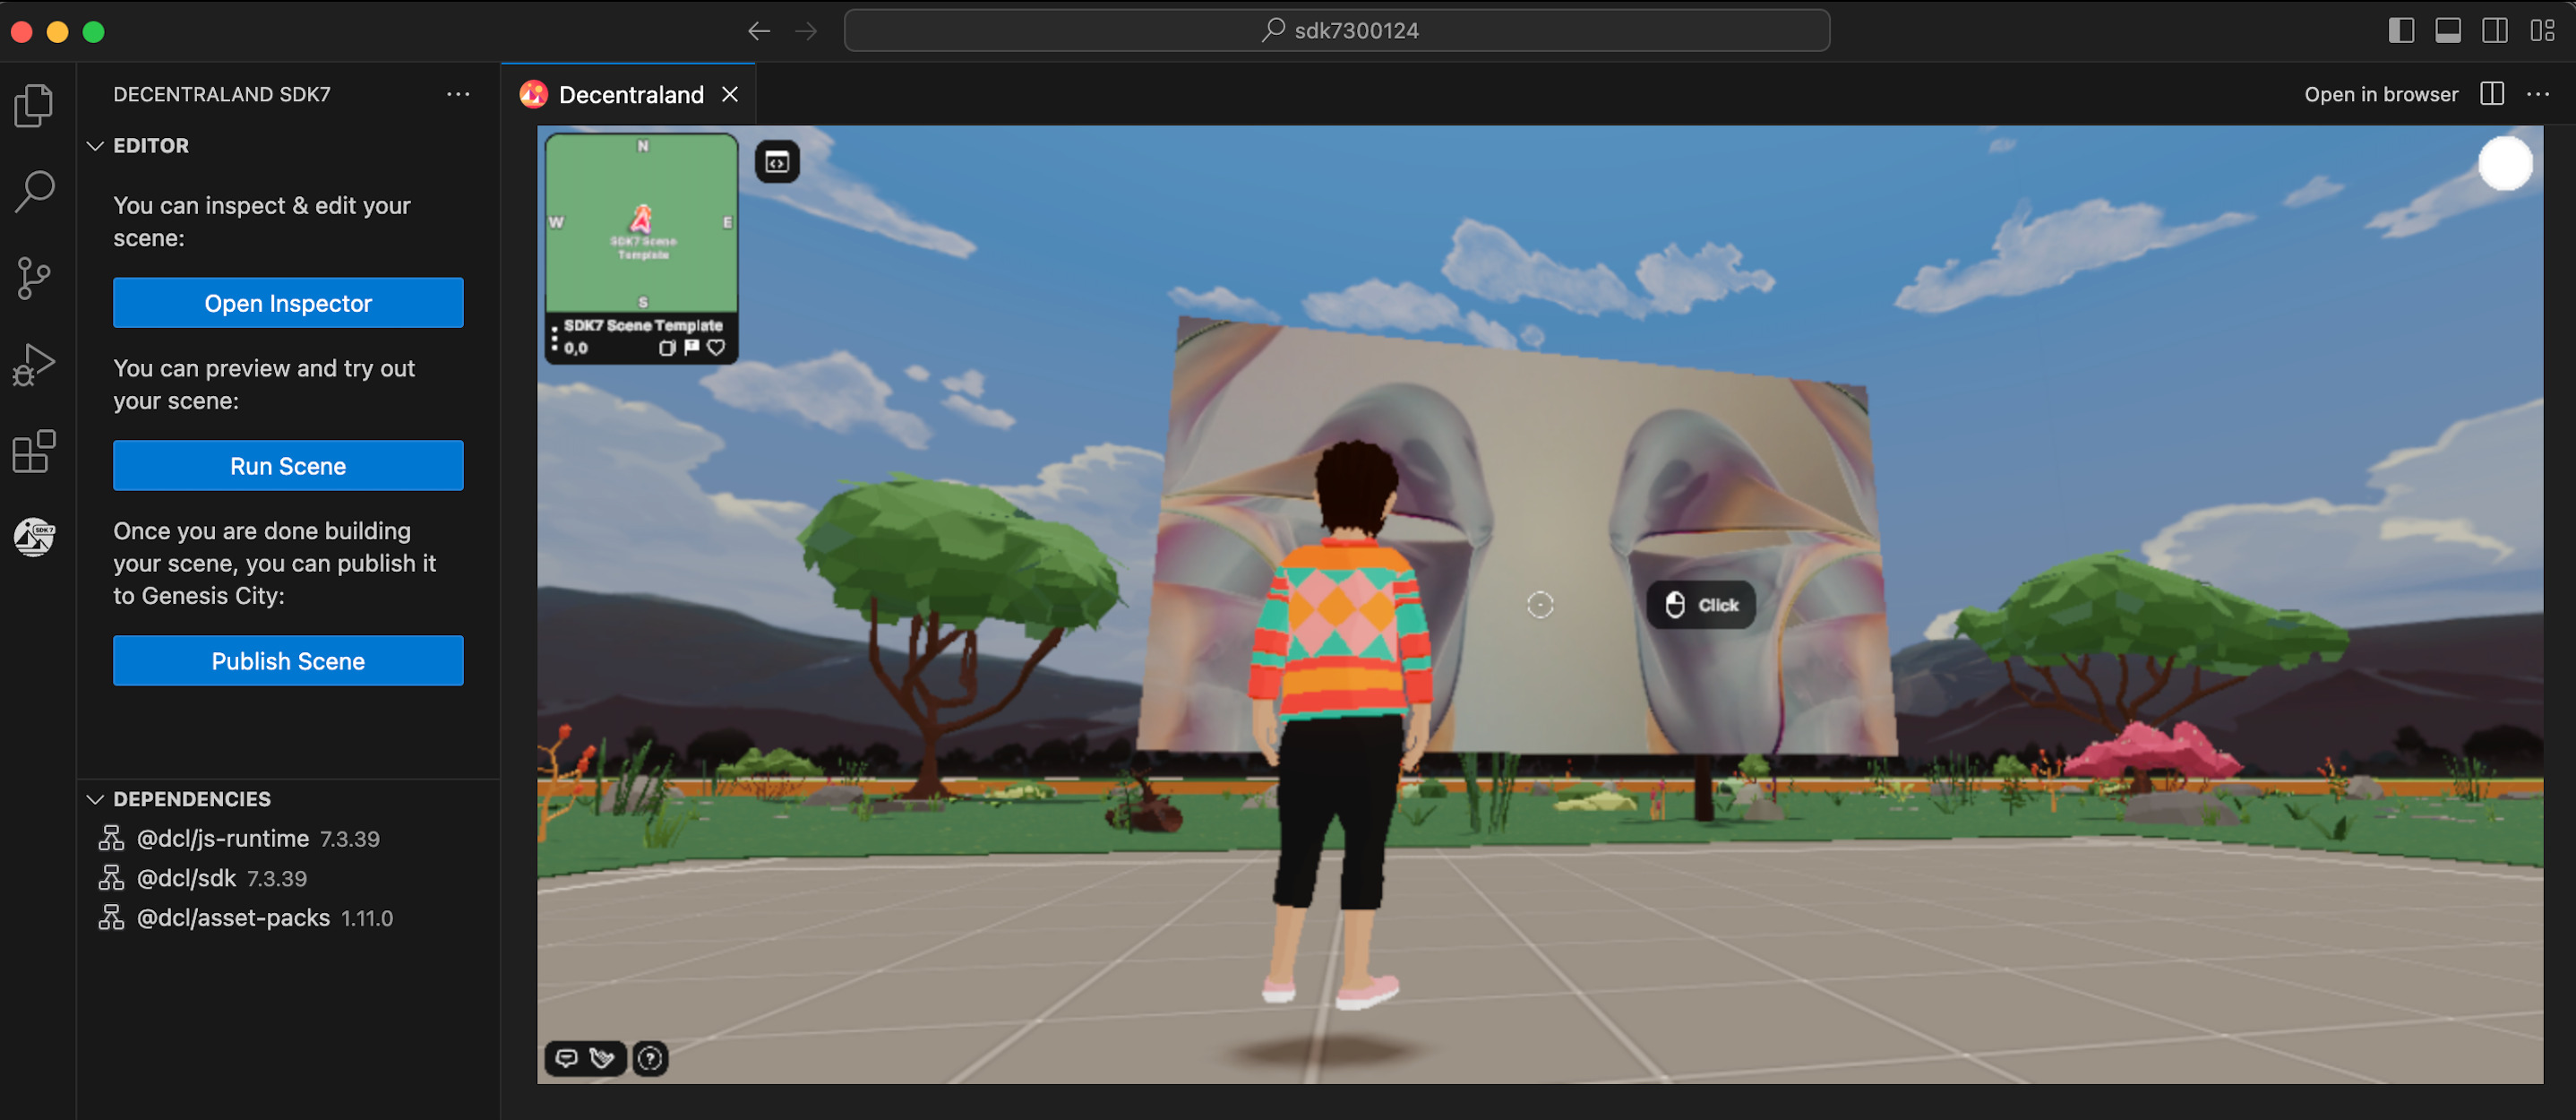 sdk7300124
DECENTRALAND SDK7
EDITOR
You can inspect & edit your
scene:
Open Inspector
You can preview and try out
your scene:
Run Scene
Once you are done building
your scene, you can publish it
to Genesis City:
Publish Scene
DEPENDENCIES
@dcl/js-runtime 7.3.39
@dcl/sdk 7.3.39
@dcl/asset-packs 1.11.0
SDK 7
Decentraland
Open in browser
N
W
E
SDK7 Scene
Template
S
SDK7 Scene Template
0,0
Click